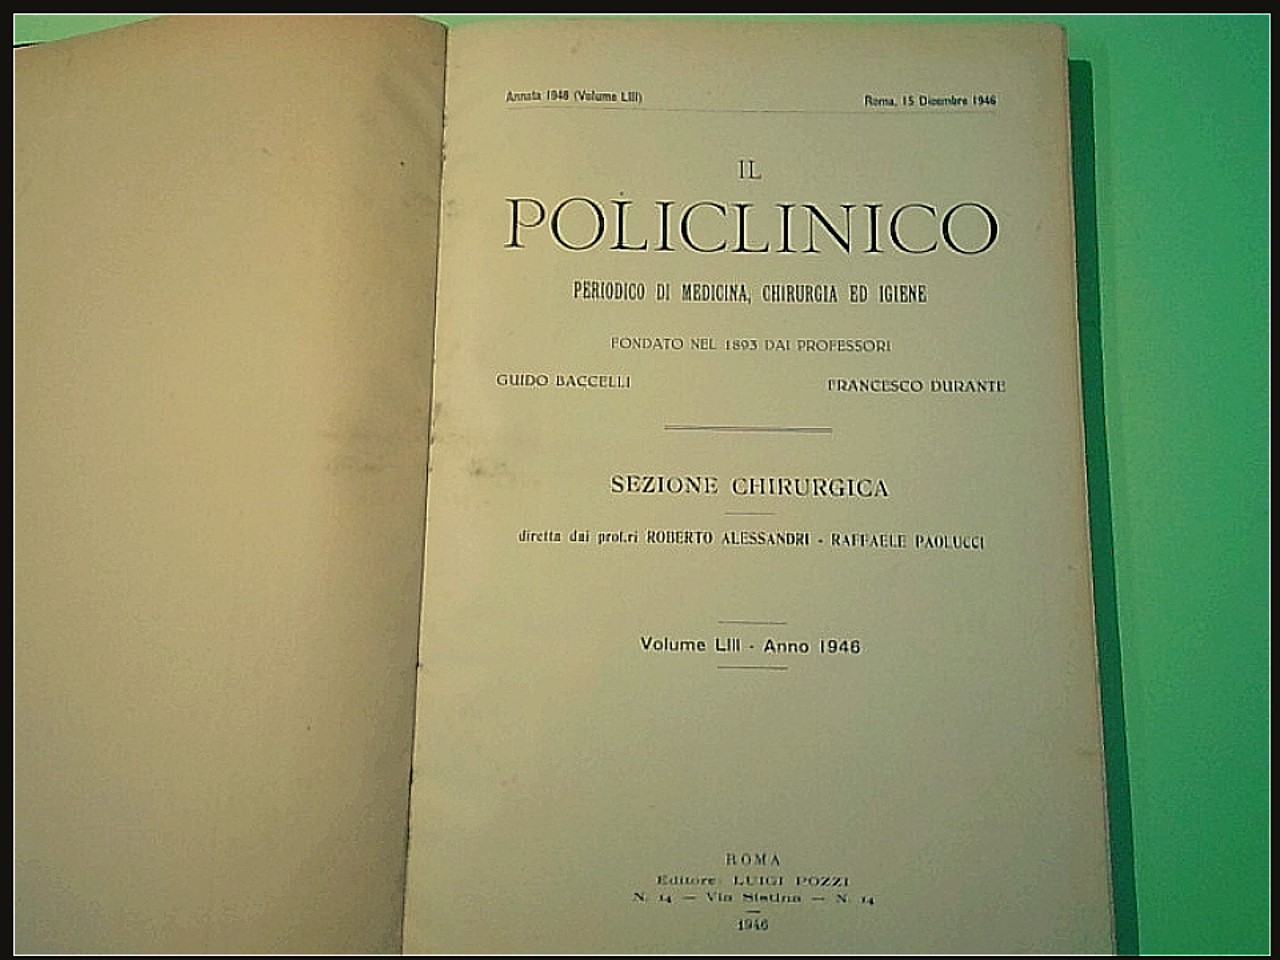 Annata 1946 (Volume LIII) Roma, 15 Dicembre 1946
IL
POLICLINICO
PERIODICO DI MEDICINA, CHIRURGIA ED IGIENE
FONDATO NEL 1893 DAI PROFESSORI
GUIDO BACCELLI FRANCESCO DURANTE
SEZIONE CHIRURGICA
diretta dai prof.ri ROBERTO ALESSANDRI - RAFFAELE PAOLUCCI
Volume LIII - Anno 1946
ROMA
Editore: LUIGI POZZI
N. 14 — Via Sistina — N. 14
1946